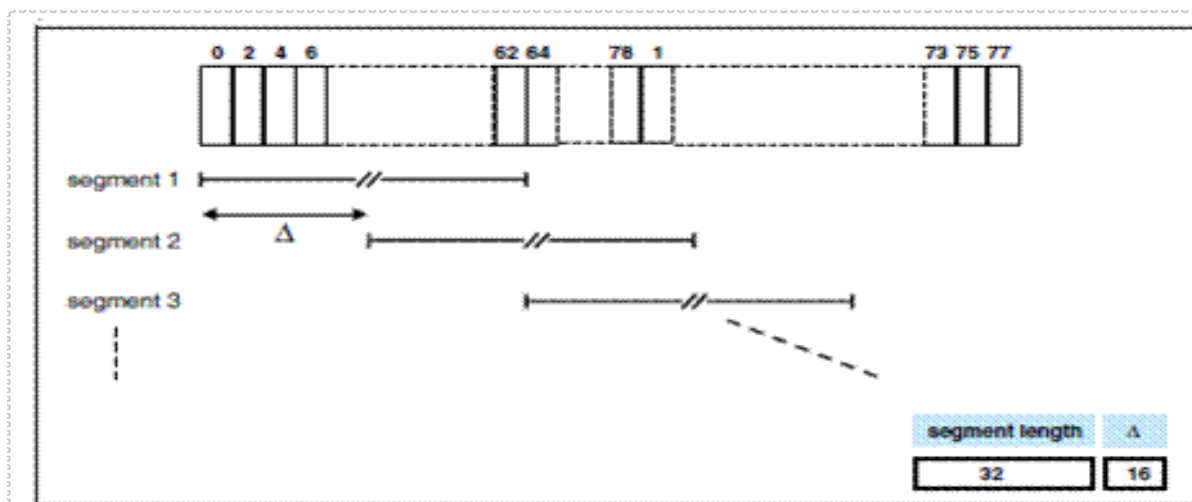 0 2 4 6 62 64 78 1 73 75 77
segment 1
Δ
segment 2
segment 3
segment length Δ
32 16